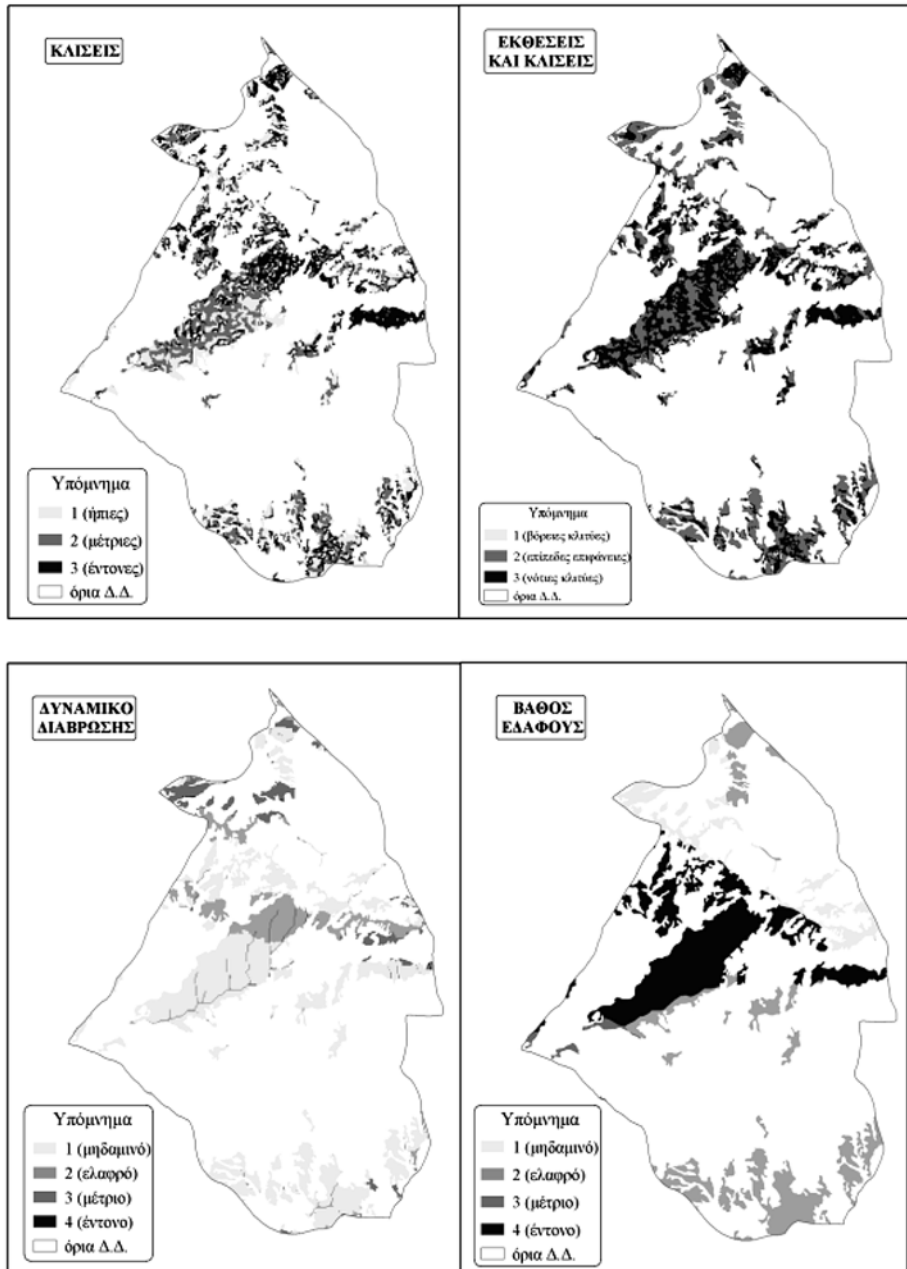 ΚΛΙΣΕΙΣ
Υπόμνημα
1 (ήπιες)
2 (μέτριες)
3 (έντονες)
όρια Δ.Δ.
ΕΚΘΕΣΕΙΣ
ΚΑΙ ΚΛΙΣΕΙΣ
Υπόμνημα
1 (βόρειες κλιτύες)
2 (επίπεδες επιφάνειες)
3 (νότιες κλιτύες)
όρια Δ.Δ.
ΔΥΝΑΜΙΚΟ
ΔΙΑΒΡΩΣΗΣ
Υπόμνημα
1 (μηδαμινό)
2 (ελαφρό)
3 (μέτριο)
4 (έντονο)
όρια Δ.Δ.
ΒΑΘΟΣ
ΕΔΑΦΟΥΣ
Υπόμνημα
1 (μηδαμινό)
2 (ελαφρό)
3 (μέτριο)
4 (έντονο)
όρια Δ.Δ.